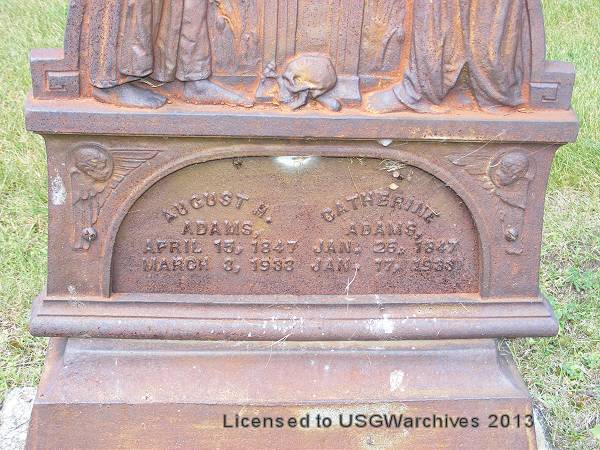 AUGUST H.
ADAMS,
APRIL 15, 1847
MARCH 3, 1933
CATHERINE
ADAMS,
JAN. 25, 1847
JAN. 17, 1933
Licensed to USGWarchives 2013